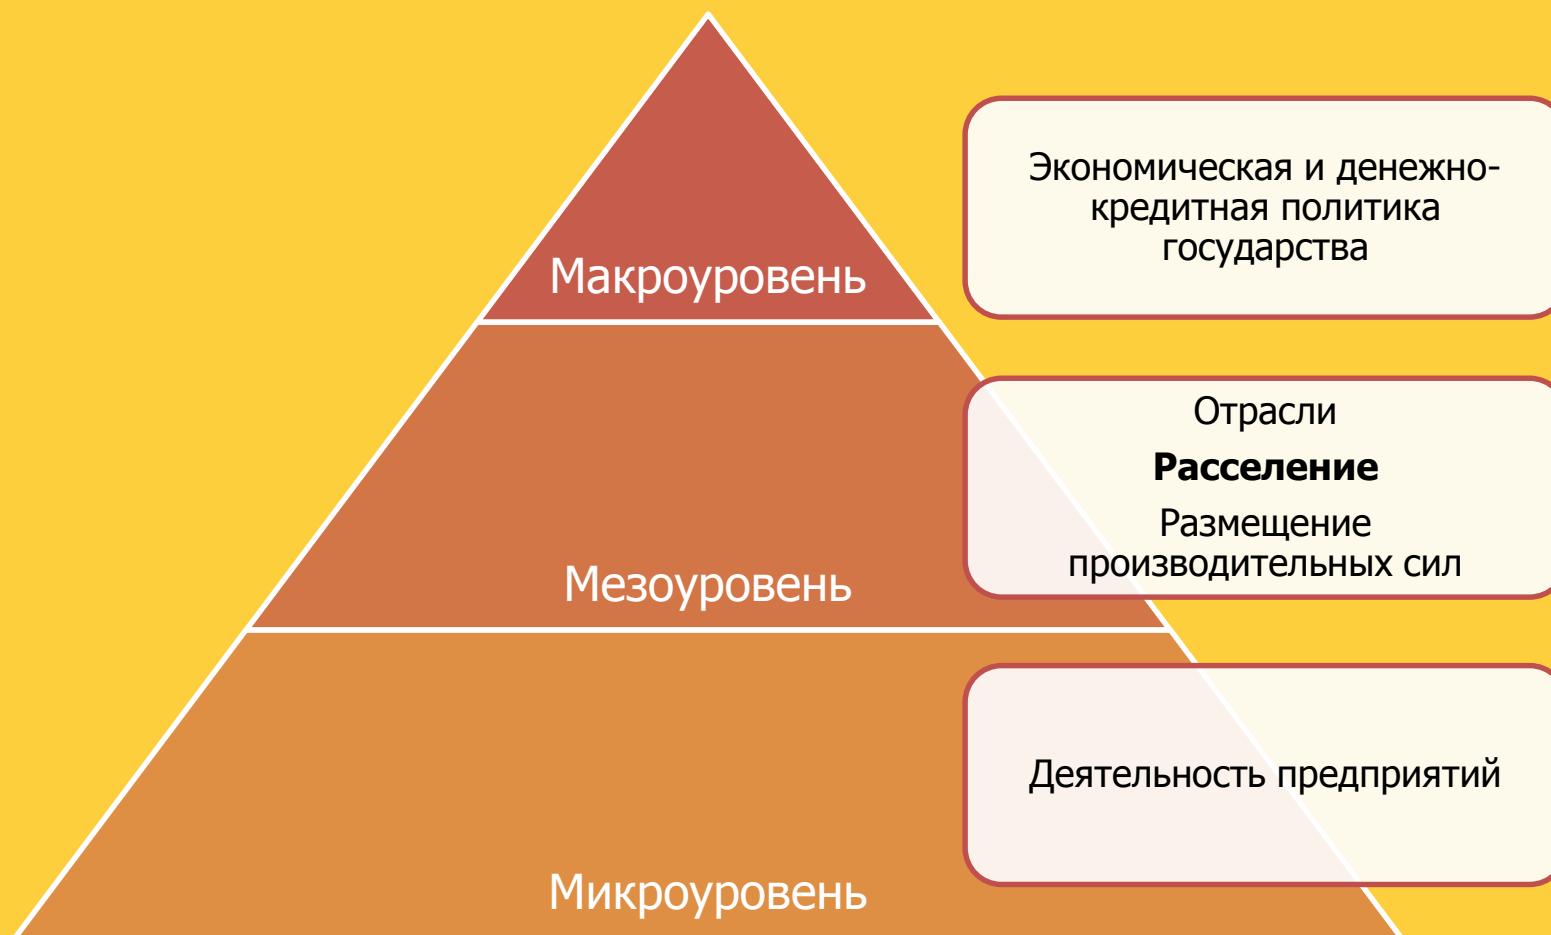 Экономическая и денежно-
кредитная политика
государства
Макроуровень
Отрасли
Расселение
Размещение
производительных сил
Мезоуровень
Деятельность предприятий
Микроуровень